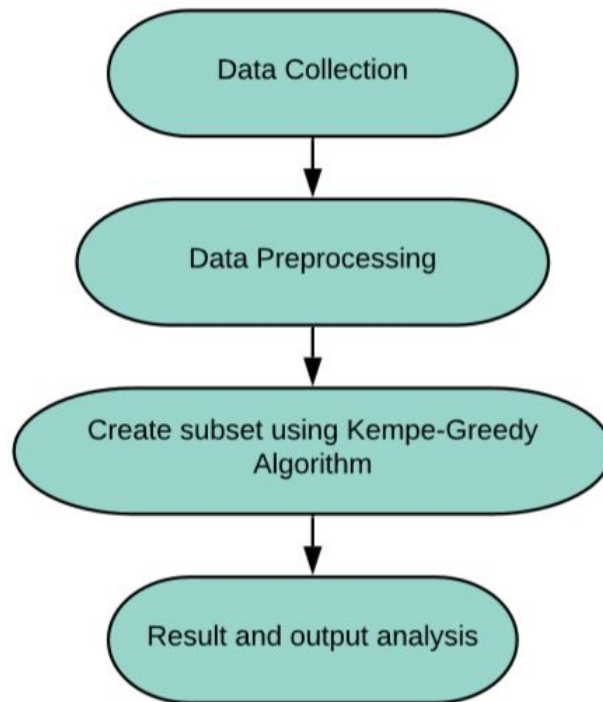 Data Collection
Data Preprocessing
Create subset using Kempe-Greedy
Algorithm
Result and output analysis